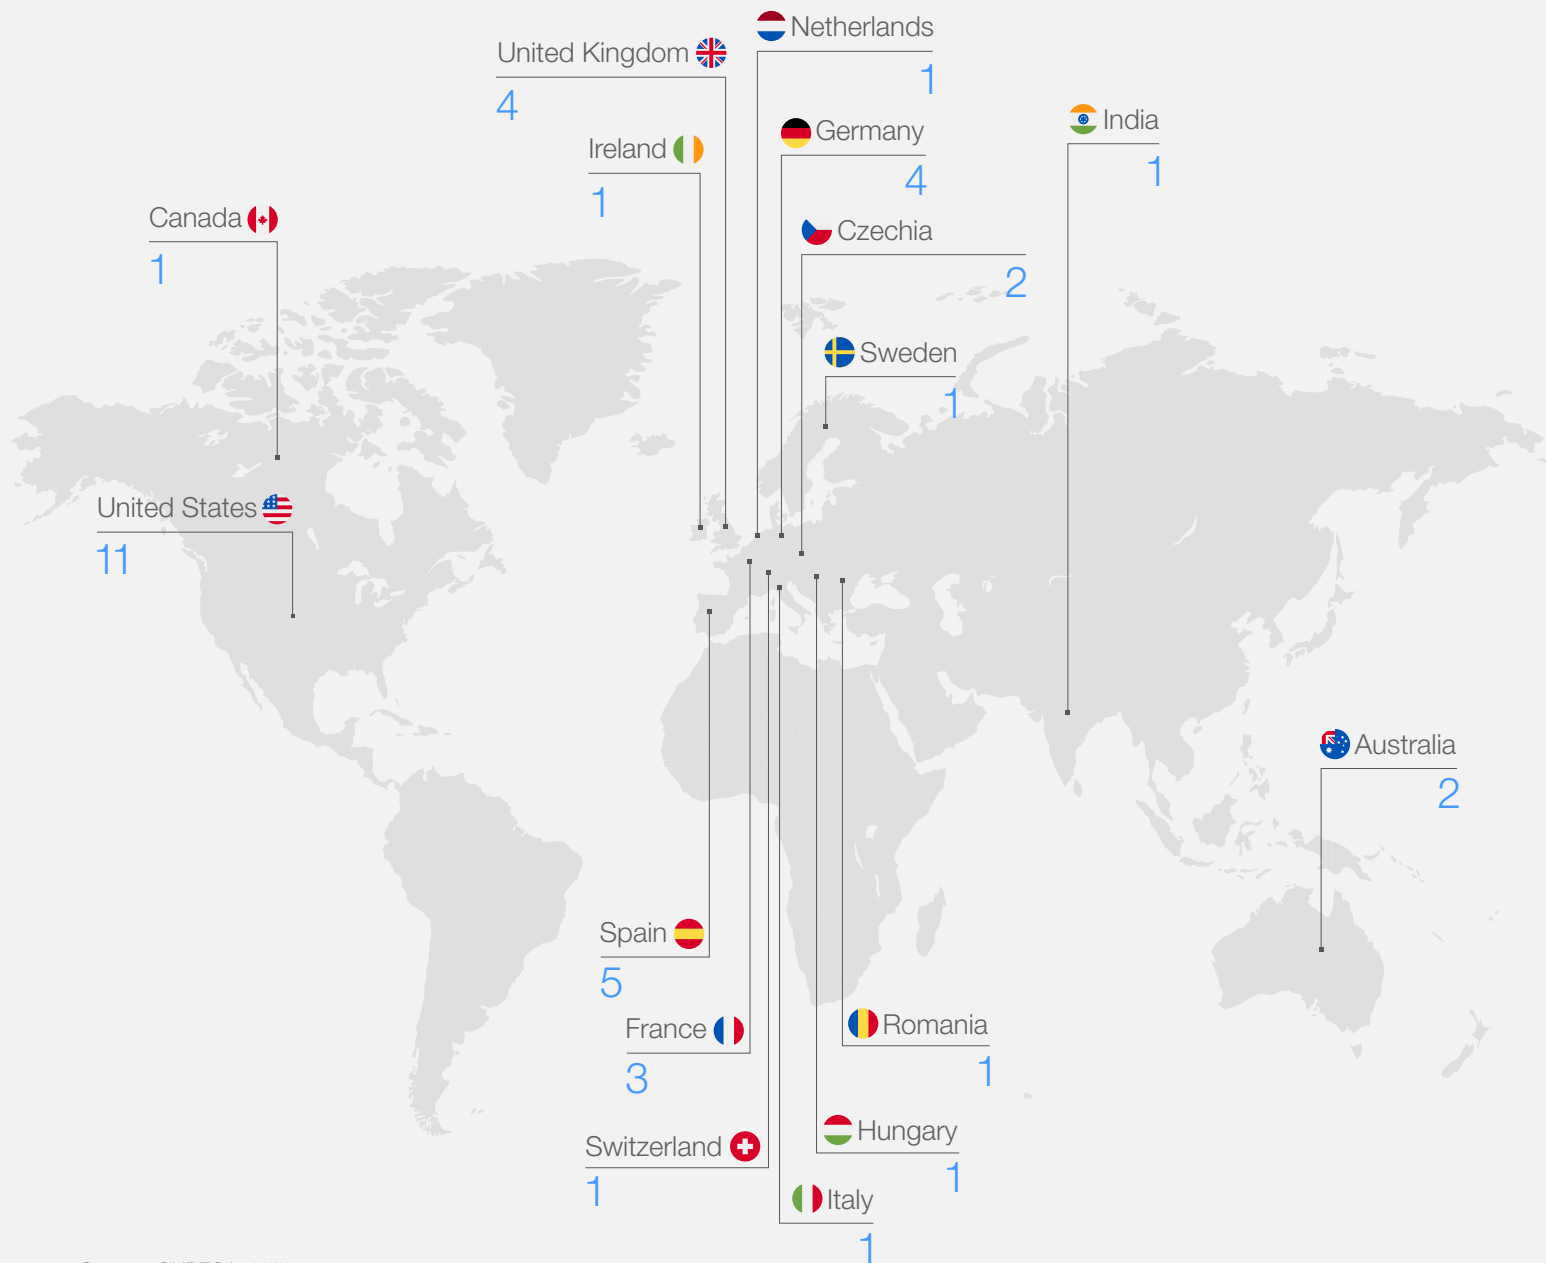 Netherlands
1
United Kingdom
4
India
1
Germany
4
Ireland
1
Canada
1
Czechia
2
Sweden
1
United States
11
Australia
2
Spain
5
France
3
Romania
1
Hungary
1
Switzerland
1
Italy
1